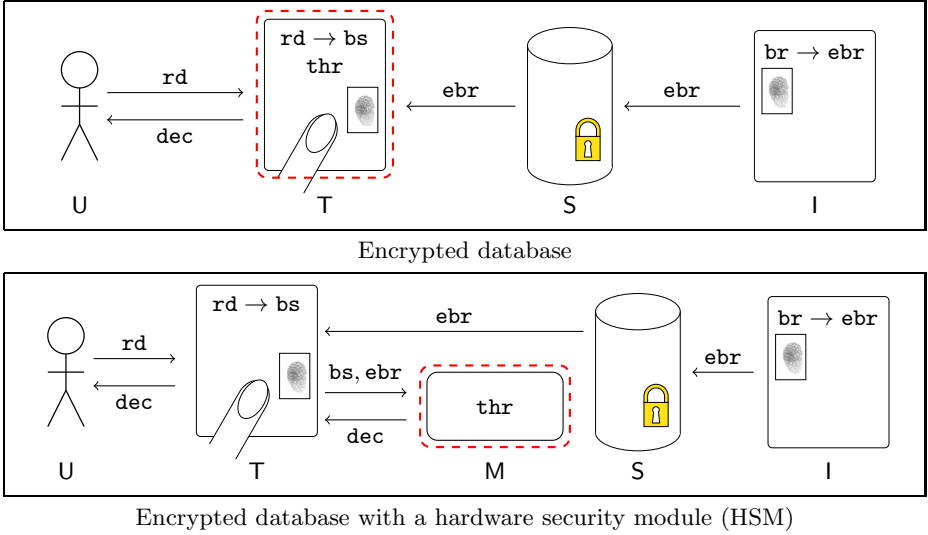 rd → bs
br → ebr
thr
rd
ebr
ebr
dec
U
T
S
I
Encrypted database
rd → bs
ebr
br → ebr
rd
ebr
bs, ebr
dec
thr
dec
U
T
M
S
I
Encrypted database with a hardware security module (HSM)